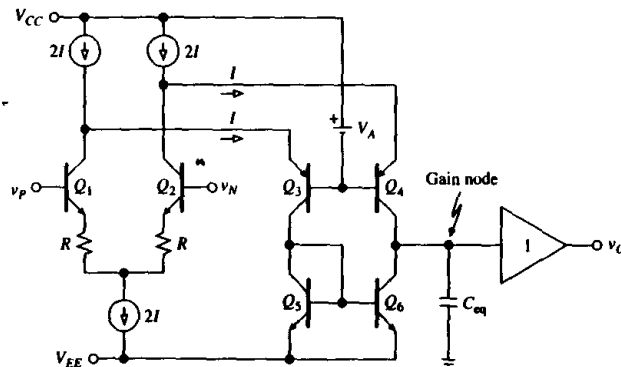 V_CC
2I
2I
I
I
+
V_A
v_P
Q_1
Q_2
v_N
Q_3
Q_4
Gain node
1
v_O
R
R
Q_5
Q_6
C_eq
2I
V_EE